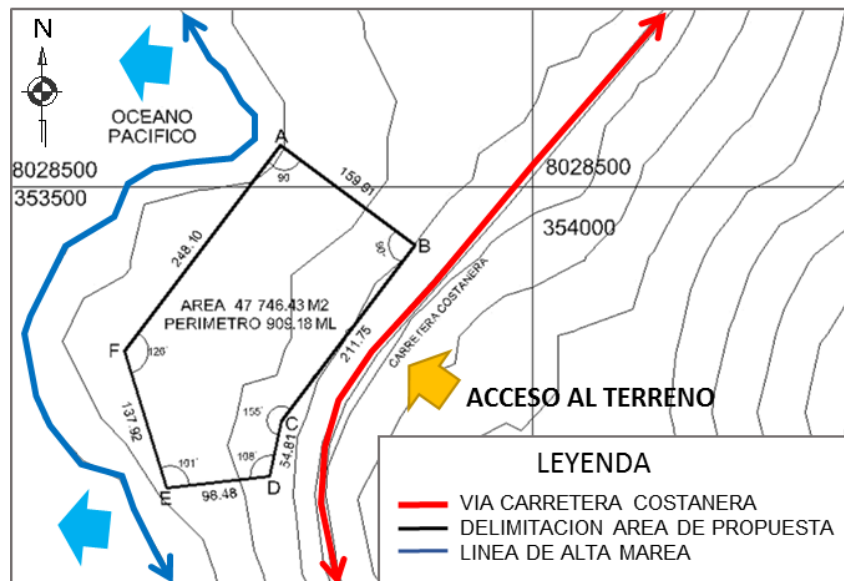 N
OCEANO
PACIFICO
A
8028500
353500
90
159.91
8028500
354000
B
90°
248.10
AREA 47 746.43 M2
PERIMETRO 909.18 ML
CARRETERA COSTANERA
211.75
F
126°
ACCESO AL TERRENO
155°
C
137.92
54.81
101°
108°
E
98.48
D
LEYENDA
VIA CARRETERA COSTANERA
DELIMITACION AREA DE PROPUESTA
LINEA DE ALTA MAREA